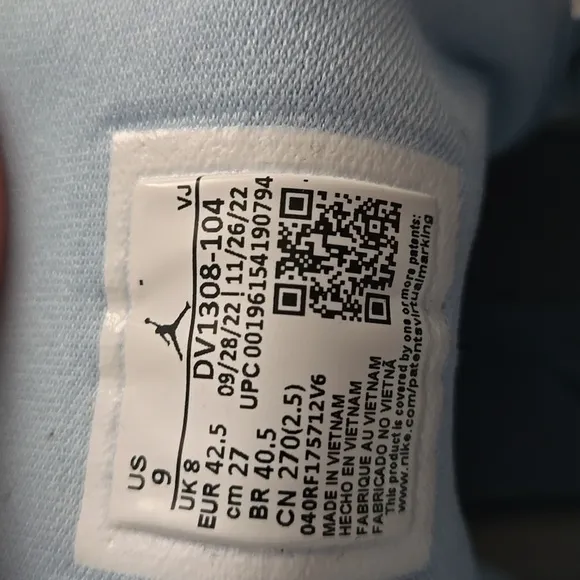 US
9
VJ
UK 8
EUR 42.5
cm 27
BR 40.5
CN 270(2.5)
DV1308-104
09/28/22 | 11/26/22
UPC 00196154190794
040RF175712V6
MADE IN VIETNAM
HECHO EN VIETNAM
FABRIQUE AU VIETNAM
FABRICADO NO VIETNÃ
This product is covered by one or more patents:
www.nike.com/patentsvirtualmarking